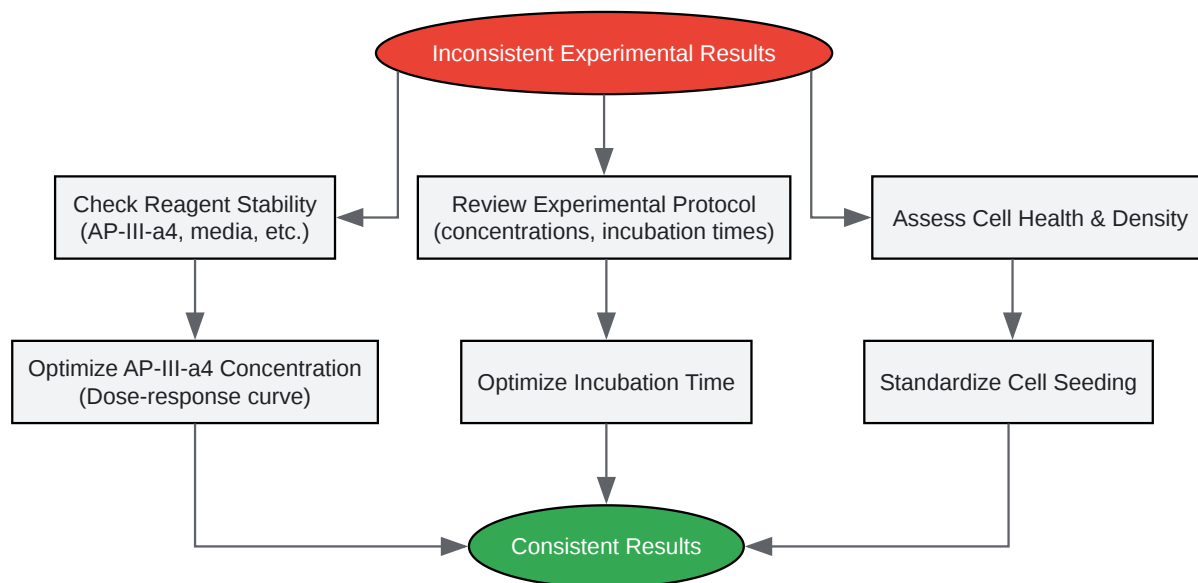 Inconsistent Experimental Results
Check Reagent Stability
(AP-III-a4, media, etc.)
Review Experimental Protocol
(concentrations, incubation times)
Assess Cell Health & Density
Optimize AP-III-a4 Concentration
(Dose-response curve)
Optimize Incubation Time
Standardize Cell Seeding
Consistent Results